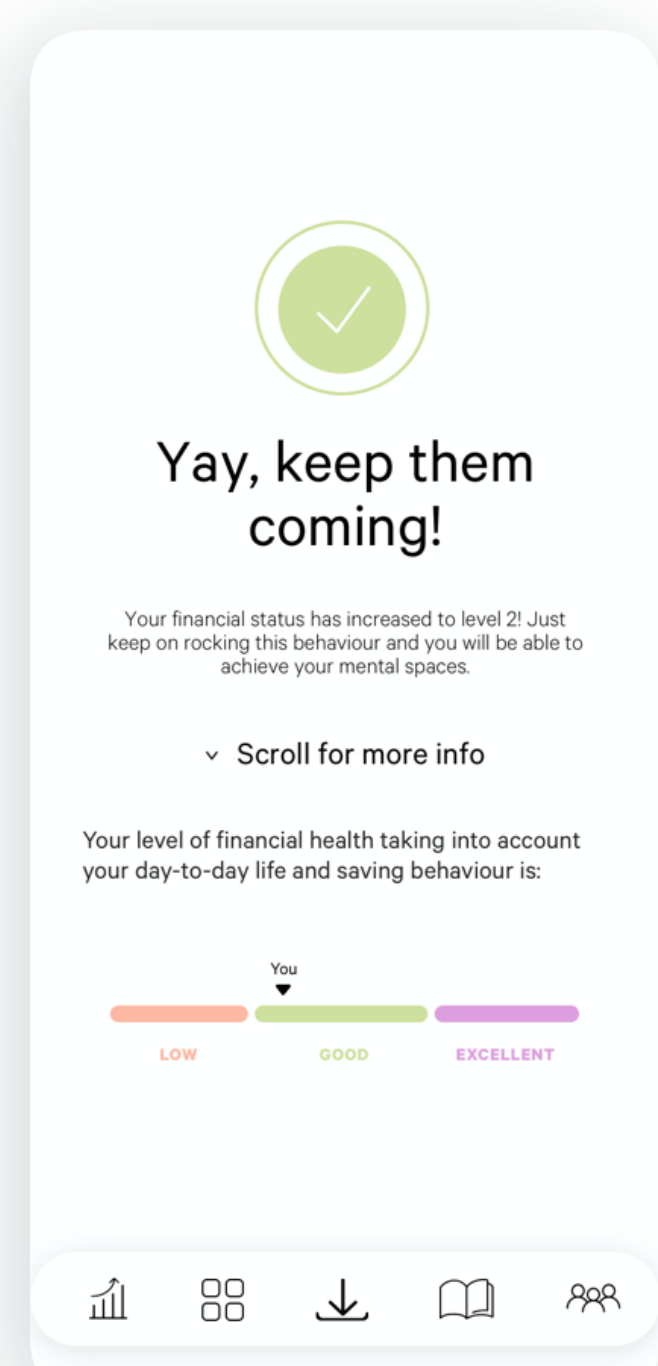 Yay, keep them
coming!
Your financial status has increased to level 2! Just
keep on rocking this behaviour and you will be able to
achieve your mental spaces.
Scroll for more info
Your level of financial health taking into account
your day-to-day life and saving behaviour is:
You
LOW GOOD EXCELLENT